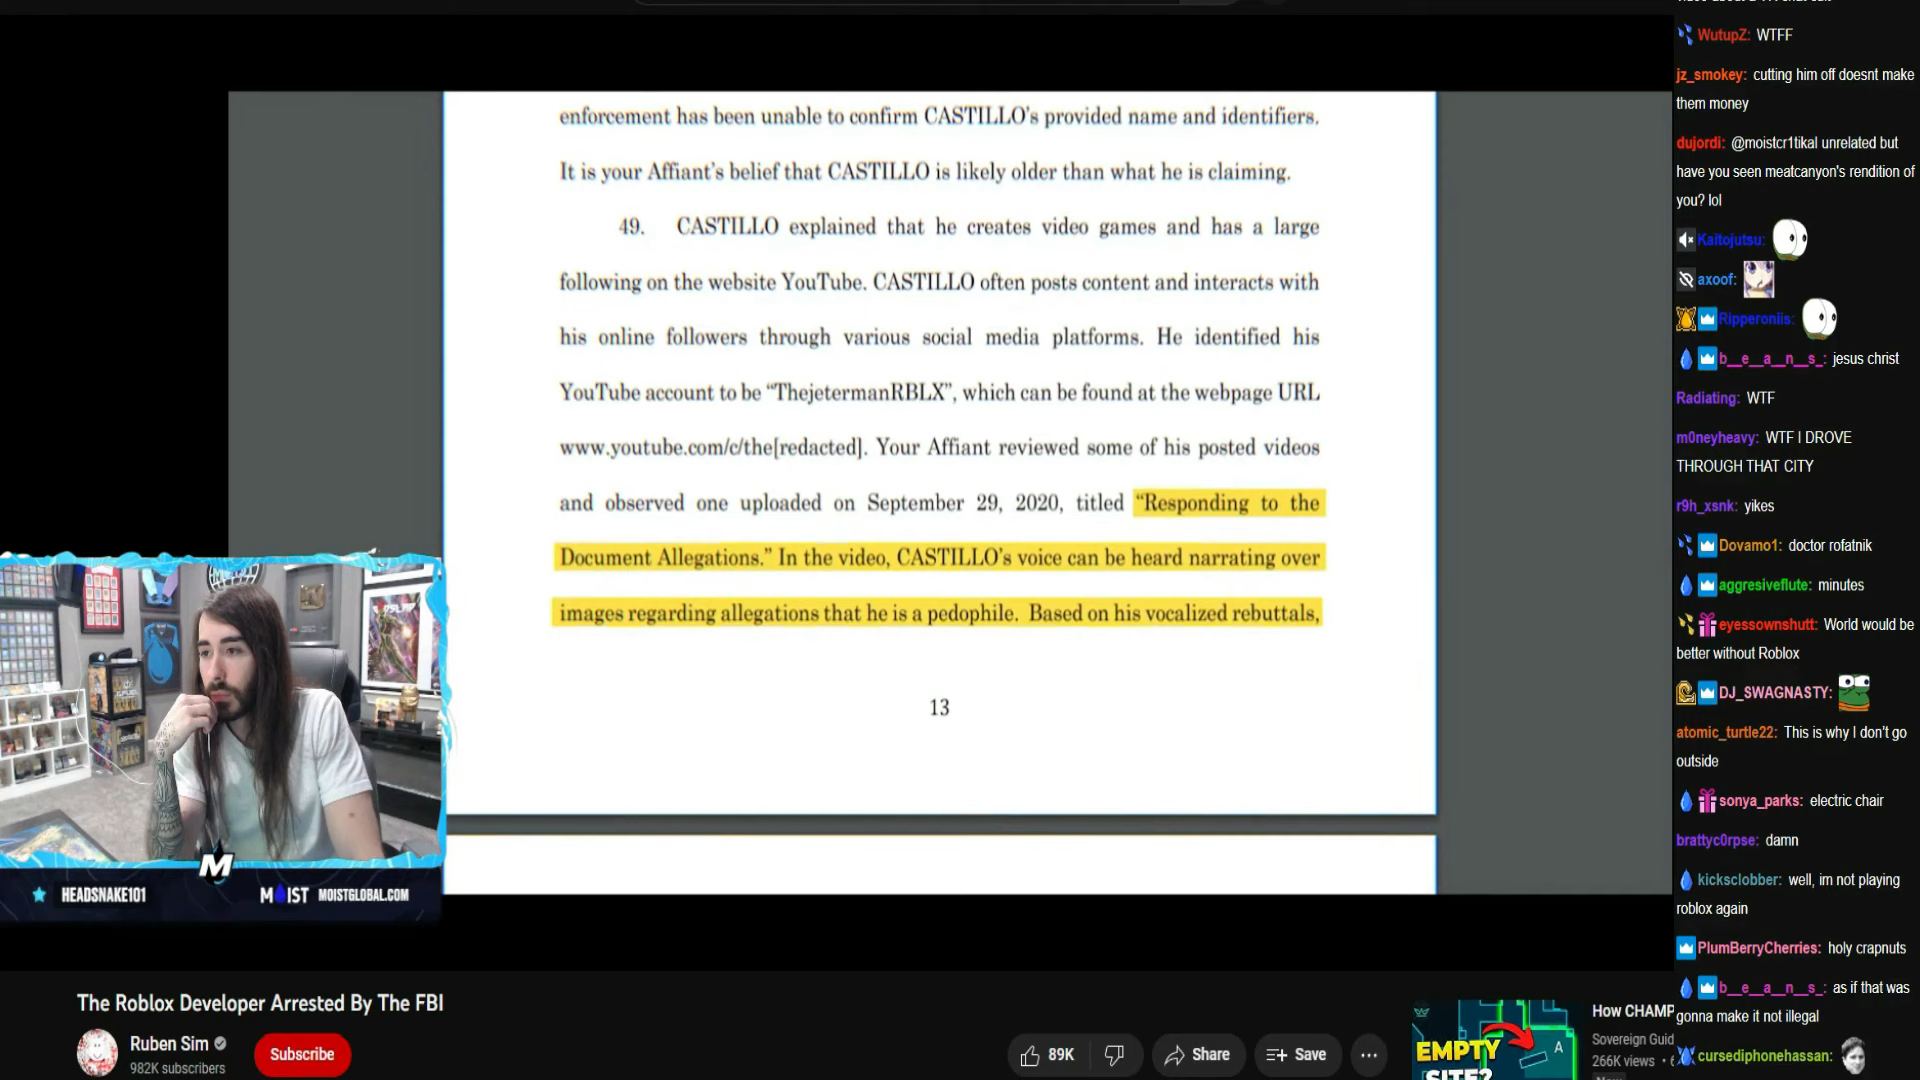 enforcement has been unable to confirm CASTILLO's provided name and identifiers.
It is your Affiant's belief that CASTILLO is likely older than what he is claiming.
49. CASTILLO explained that he creates video games and has a large
following on the website YouTube. CASTILLO often posts content and interacts with
his online followers through various social media platforms. He identified his
YouTube account to be “ThejetermanRBLX”, which can be found at the webpage URL
www.youtube.com/c/the[redacted]. Your Affiant reviewed some of his posted videos
and observed one uploaded on September 29, 2020, titled “Responding to the
Document Allegations.” In the video, CASTILLO's voice can be heard narrating over
images regarding allegations that he is a pedophile. Based on his vocalized rebuttals,
13
M
HEADSNAKE101
MOIST MOISTGLOBAL.COM
The Roblox Developer Arrested By The FBI
Ruben Sim
982K subscribers
Subscribe
89K
Share
Save
...
EMPTY
SITE?
A
How CHAMP
Sovereign Guid
266K views
WutupZ: WTFF
jz_smokey: cutting him off doesnt make
them money
dujordi: @moistcr1tikal unrelated but
have you seen meatcanyon's rendition of
you? lol
Kaitojutsu:
axoof:
Ripperoniis:
b__e__a__n__s_: jesus christ
Radiating: WTF
m0neyheavy: WTF I DROVE
THROUGH THAT CITY
r9h_xsnk: yikes
Dovamo1: doctor rofatnik
aggresiveflute: minutes
eyessownshutt: World would be
better without Roblox
DJ_SWAGNASTY:
atomic_turtle22: This is why I don't go
outside
sonya_parks: electric chair
brattyc0rpse: damn
kicksclobber: well, im not playing
roblox again
PlumBerryCherries: holy crapnuts
b__e__a__n__s_: as if that was
gonna make it not illegal
cursediphonehassan: